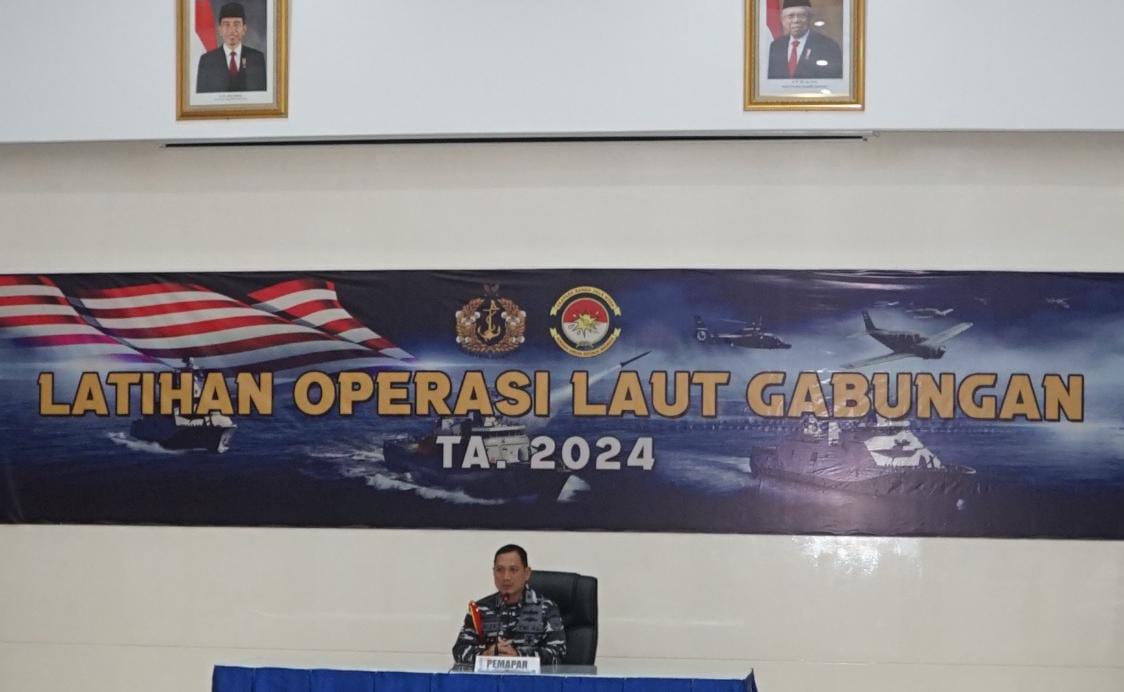 LATIHAN OPERASI LAUT GABUNGAN
TA. 2024
PEMAPAR